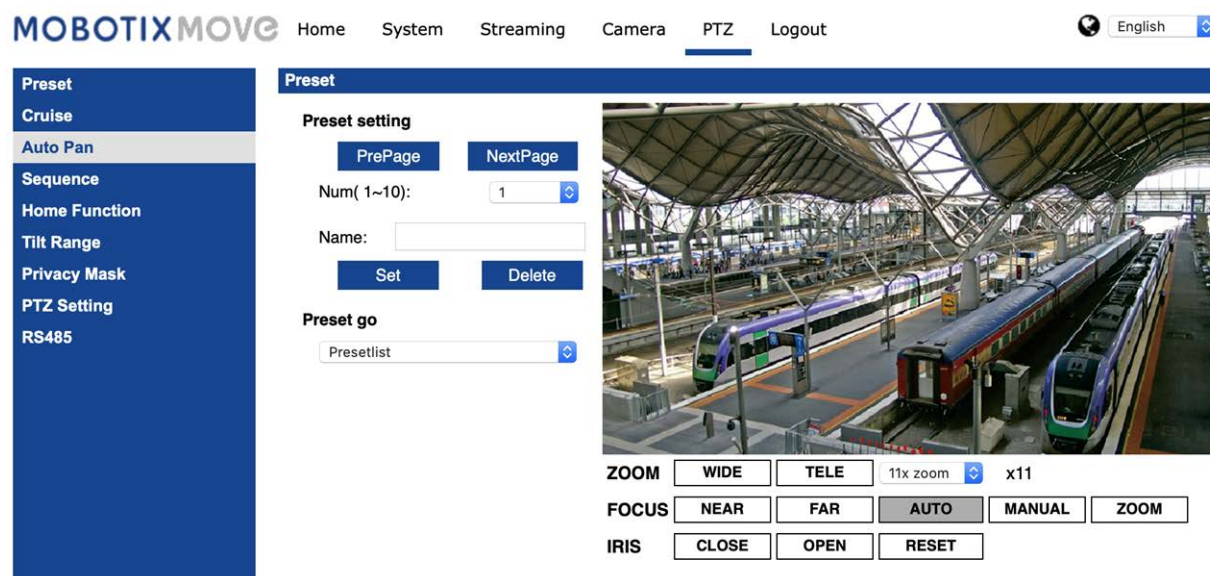 MOBOTIX MOVE Home System Streaming Camera PTZ Logout English
Preset
Cruise
Auto Pan
Sequence
Home Function
Tilt Range
Privacy Mask
PTZ Setting
RS485
Preset
Preset setting
PrePage NextPage
Num( 1~10): 1
Name:
Set Delete
Preset go
Presetlist
ZOOM WIDE TELE 11x zoom x11
FOCUS NEAR FAR AUTO MANUAL ZOOM
IRIS CLOSE OPEN RESET